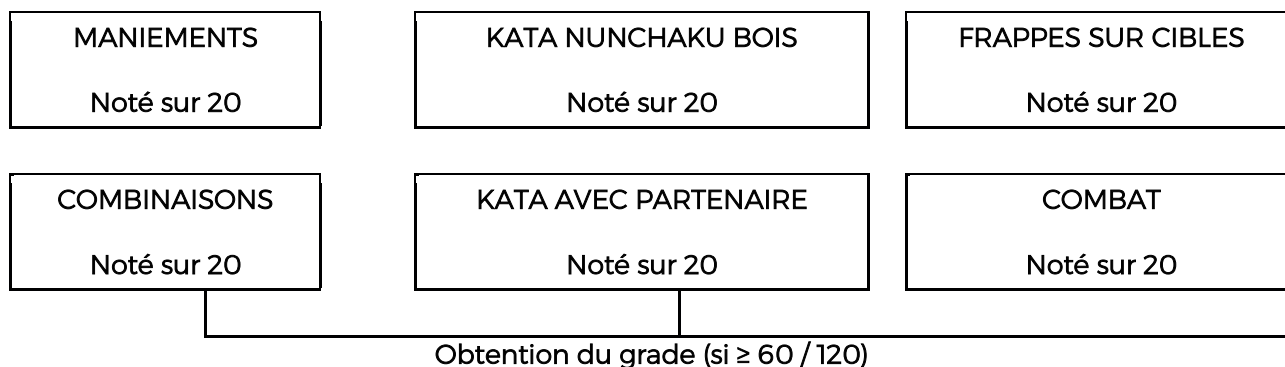 MANIEMENTS
Noté sur 20
KATA NUNCHAKU BOIS
Noté sur 20
FRAPPES SUR CIBLES
Noté sur 20
COMBINAISONS
Noté sur 20
KATA AVEC PARTENAIRE
Noté sur 20
COMBAT
Noté sur 20
Obtention du grade (si ≥ 60 / 120)